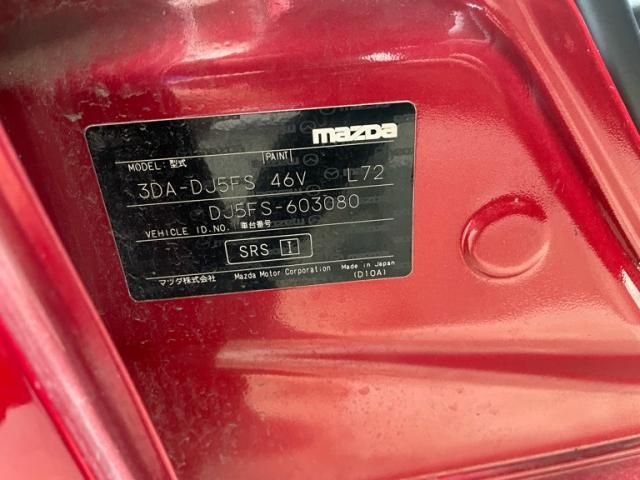 mazda
MODEL: 型式 PAINT
3DA-DJ5FS 46V L72
DJ5FS-603080
VEHICLE ID.NO. 車台番号
SRS I
マツダ株式会社 Mazda Motor Corporation Made in Japan
(D10A)